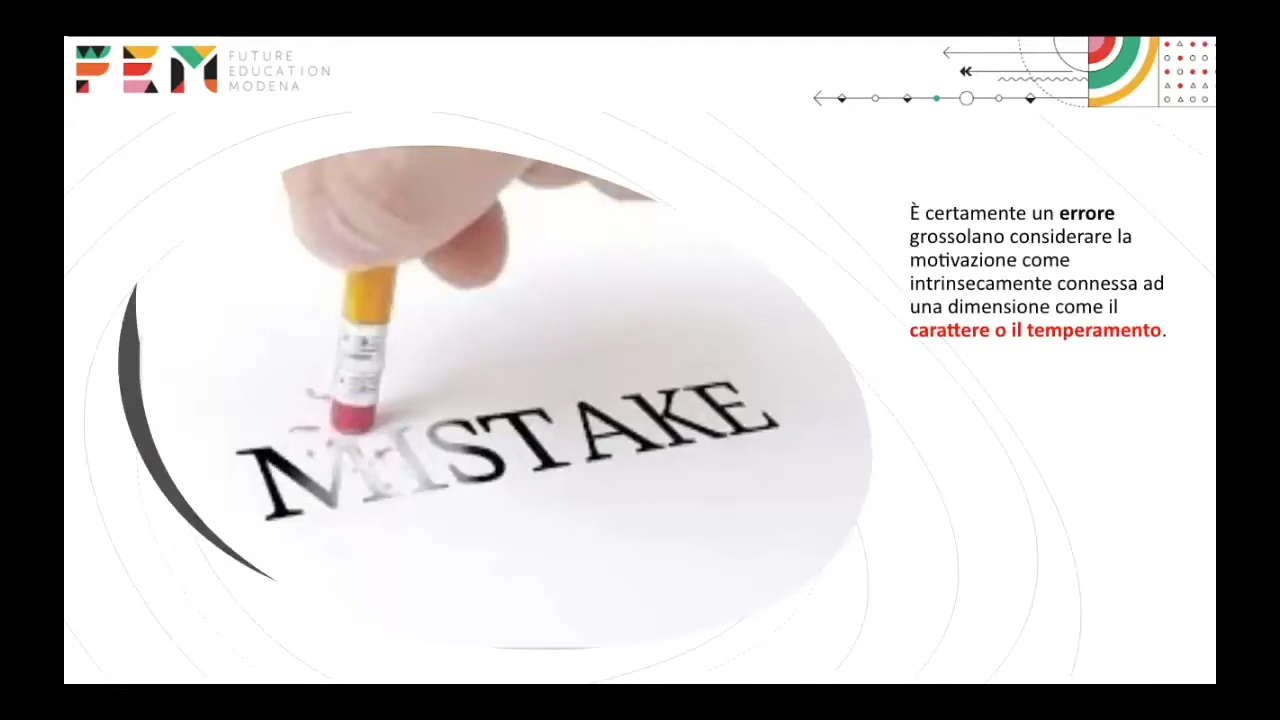 FEM
FUTURE
EDUCATION
MODENA
È certamente un errore
grossolano considerare la
motivazione come
intrinsecamente connessa ad
una dimensione come il
carattere o il temperamento.
MISTAKE